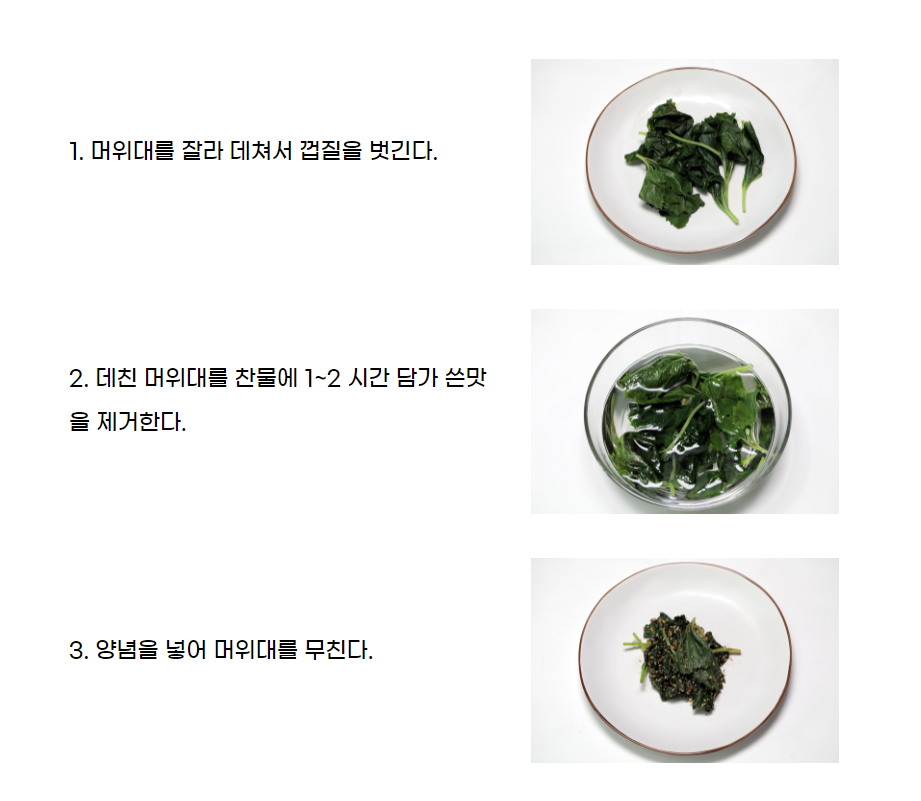 1. 머위대를 잘라 데쳐서 껍질을 벗긴다.
2. 데친 머위대를 찬물에 1~2 시간 담가 쓴맛
을 제거한다.
3. 양념을 넣어 머위대를 무친다.